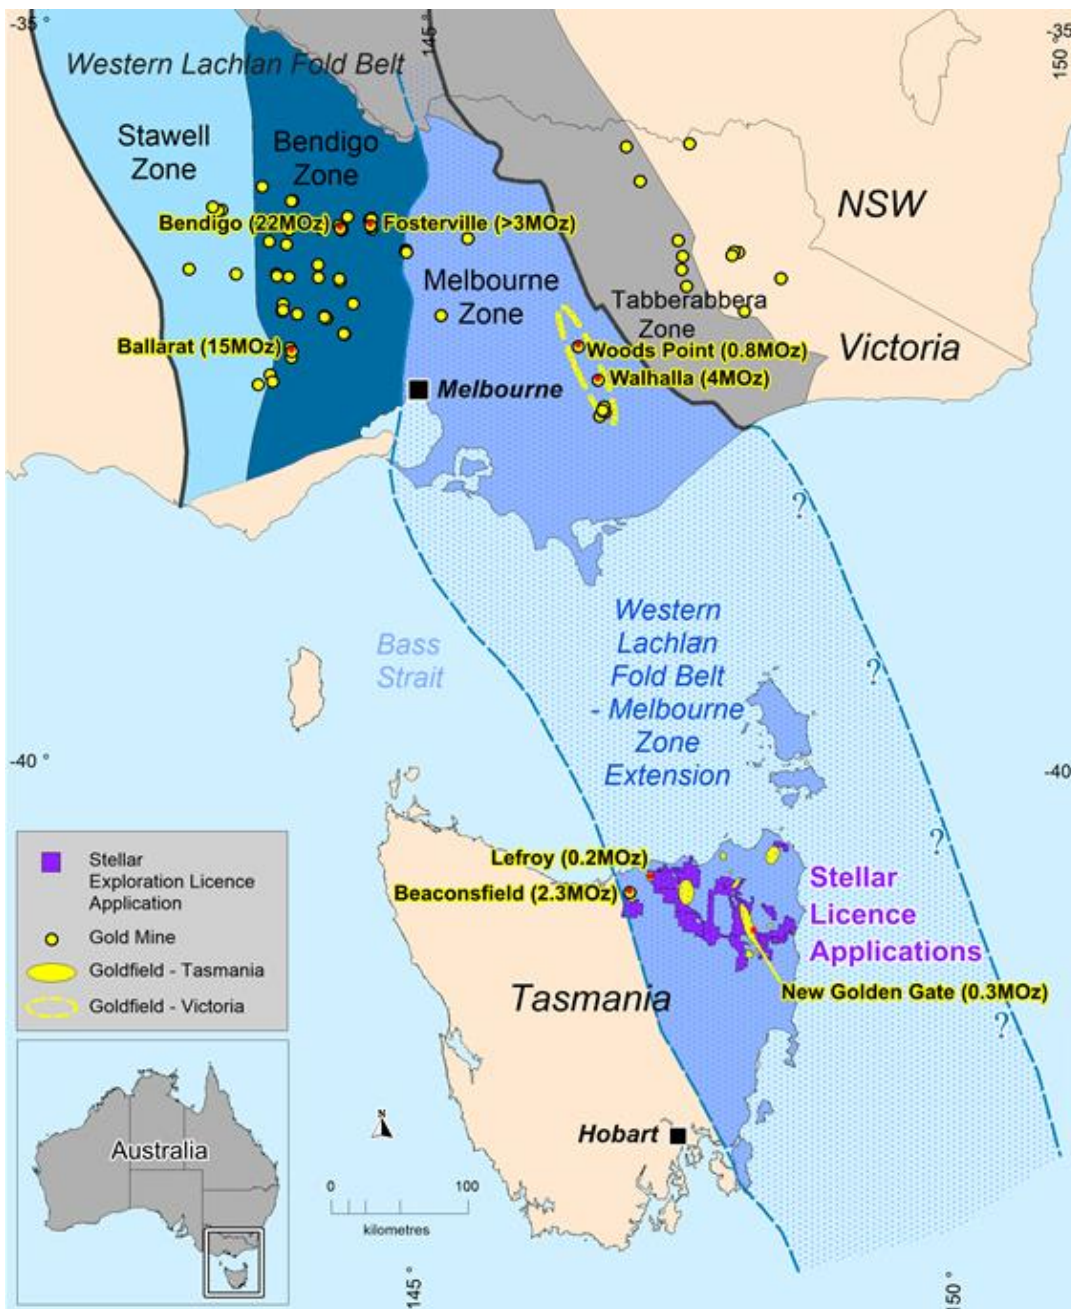 -35 °
145 °
-35
150 °
Western Lachlan Fold Belt
Stawell
Zone
Bendigo
Zone
NSW
Bendigo (22MOz)
Fosterville (>3MOz)
Melbourne
Zone
Tabberabbera
Zone
Ballarat (15MOz)
Woods Point (0.8MOz)
Victoria
Walhalla (4MOz)
Melbourne
?
Bass
Strait
Western
Lachlan
Fold Belt
- Melbourne
Zone
Extension
?
-40 °
-40
?
Lefroy (0.2MOz)
Beaconsfield (2.3MOz)
Stellar
Licence
Applications
New Golden Gate (0.3MOz)
Tasmania
?
Hobart
Stellar
Exploration Licence
Application
Gold Mine
Goldfield - Tasmania
Goldfield - Victoria
Australia
N
0 100
kilometres
145 °
150 °